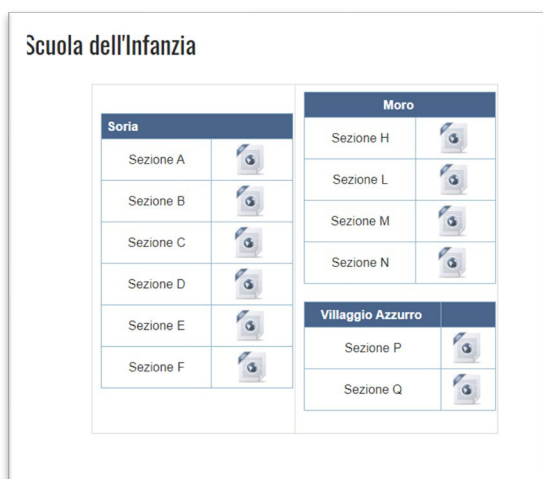 Scuola dell'Infanzia
Soria
Sezione A
Sezione B
Sezione C
Sezione D
Sezione E
Sezione F
Moro
Sezione H
Sezione L
Sezione M
Sezione N
Villaggio Azzurro
Sezione P
Sezione Q